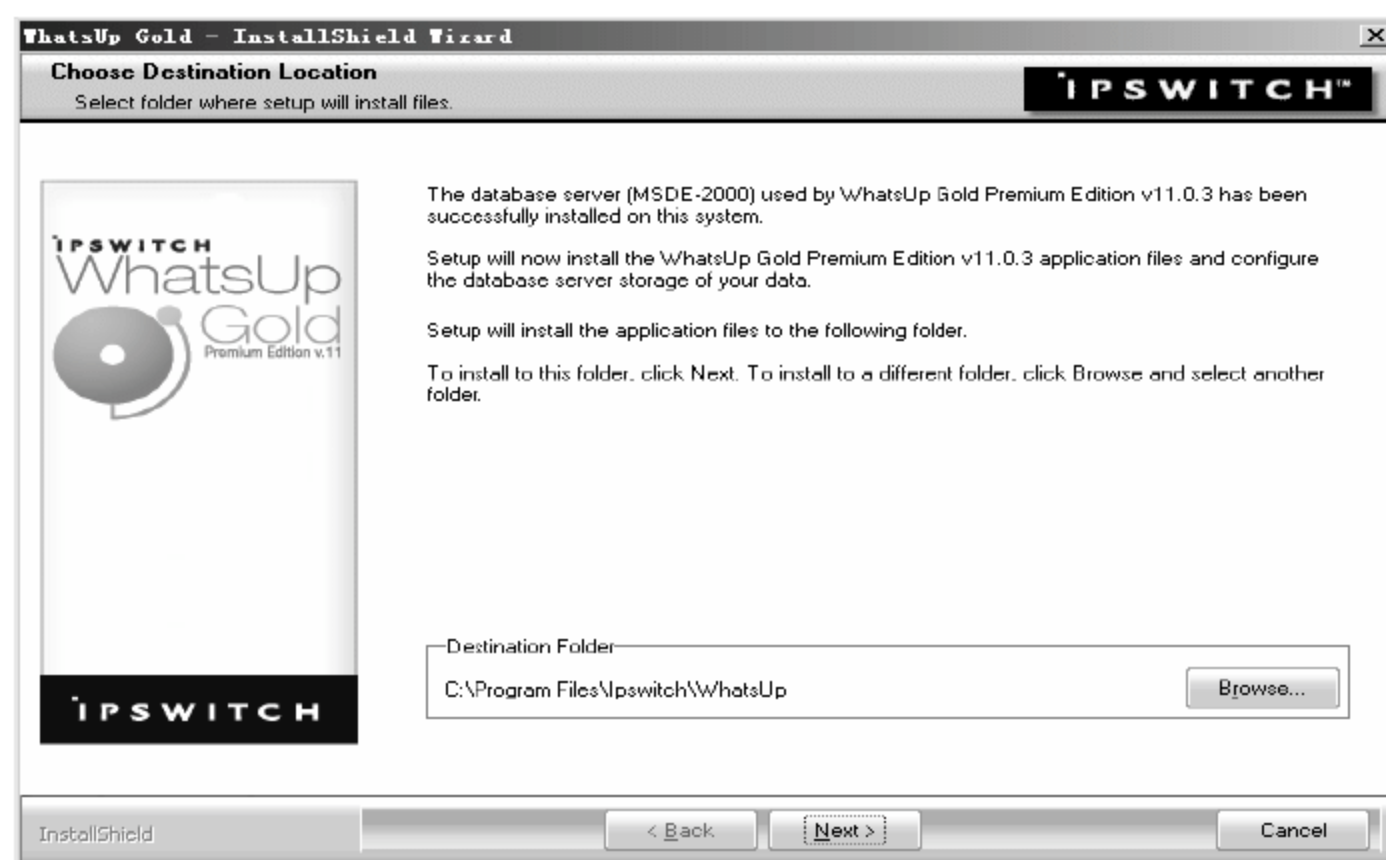 WhatsUp Gold - InstallShield Wizard
Choose Destination Location
Select folder where setup will install files.
IPSWITCH™
The database server (MSDE-2000) used by WhatsUp Gold Premium Edition v11.0.3 has been
successfully installed on this system.
Setup will now install the WhatsUp Gold Premium Edition v11.0.3 application files and configure
the database server storage of your data.
Setup will install the application files to the following folder.
To install to this folder, click Next. To install to a different folder, click Browse and select another
folder.
IPSWITCH
WhatsUp
Gold
Premium Edition v.11
IPSWITCH
Destination Folder
C:\Program Files\Ipswitch\WhatsUp
Browse...
InstallShield
< Back
Next >
Cancel